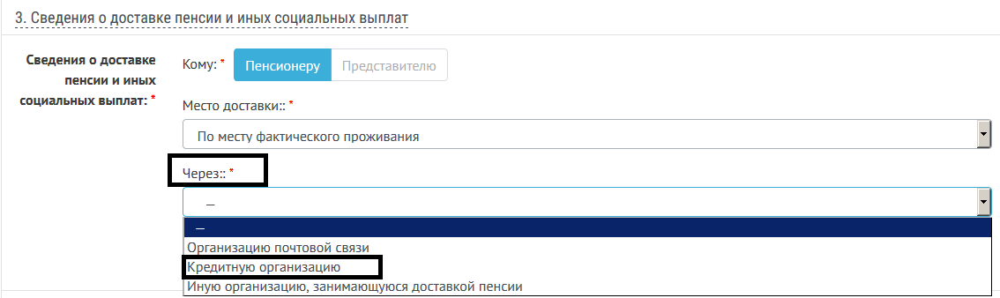 3. Сведения о доставке пенсии и иных социальных выплат
Сведения о доставке
пенсии и иных
социальных выплат: *
Кому: * Пенсионеру Представителю
Место доставки:: *
По месту фактического проживания
Через:: *
—
—
Организацию почтовой связи
Кредитную организацию
Иную организацию, занимающуюся доставкой пенсии